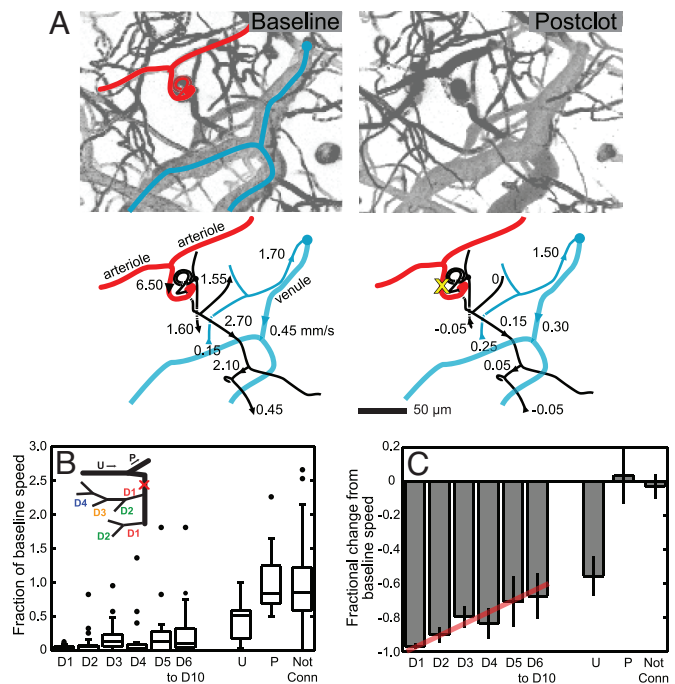 A
Baseline
Postclot
arteriole
arteriole
6.50
1.55
1.70
venule
1.60
2.70
0.15
0.45 mm/s
2.10
0.45
X
0
1.50
-0.05
0.15
0.25
0.30
0.05
-0.05
50 µm
B
Fraction of baseline speed
3.0
2.5
2.0
1.5
1.0
0.5
0
U → P
X
D1
D4
D3
D2
D2
D1
D1 D2 D3 D4 D5 D6 U P Not
to D10 Conn
C
Fractional change from
baseline speed
0.2
0
-0.2
-0.4
-0.6
-0.8
-1.0
D1 D2 D3 D4 D5 D6 U P Not
to D10 Conn